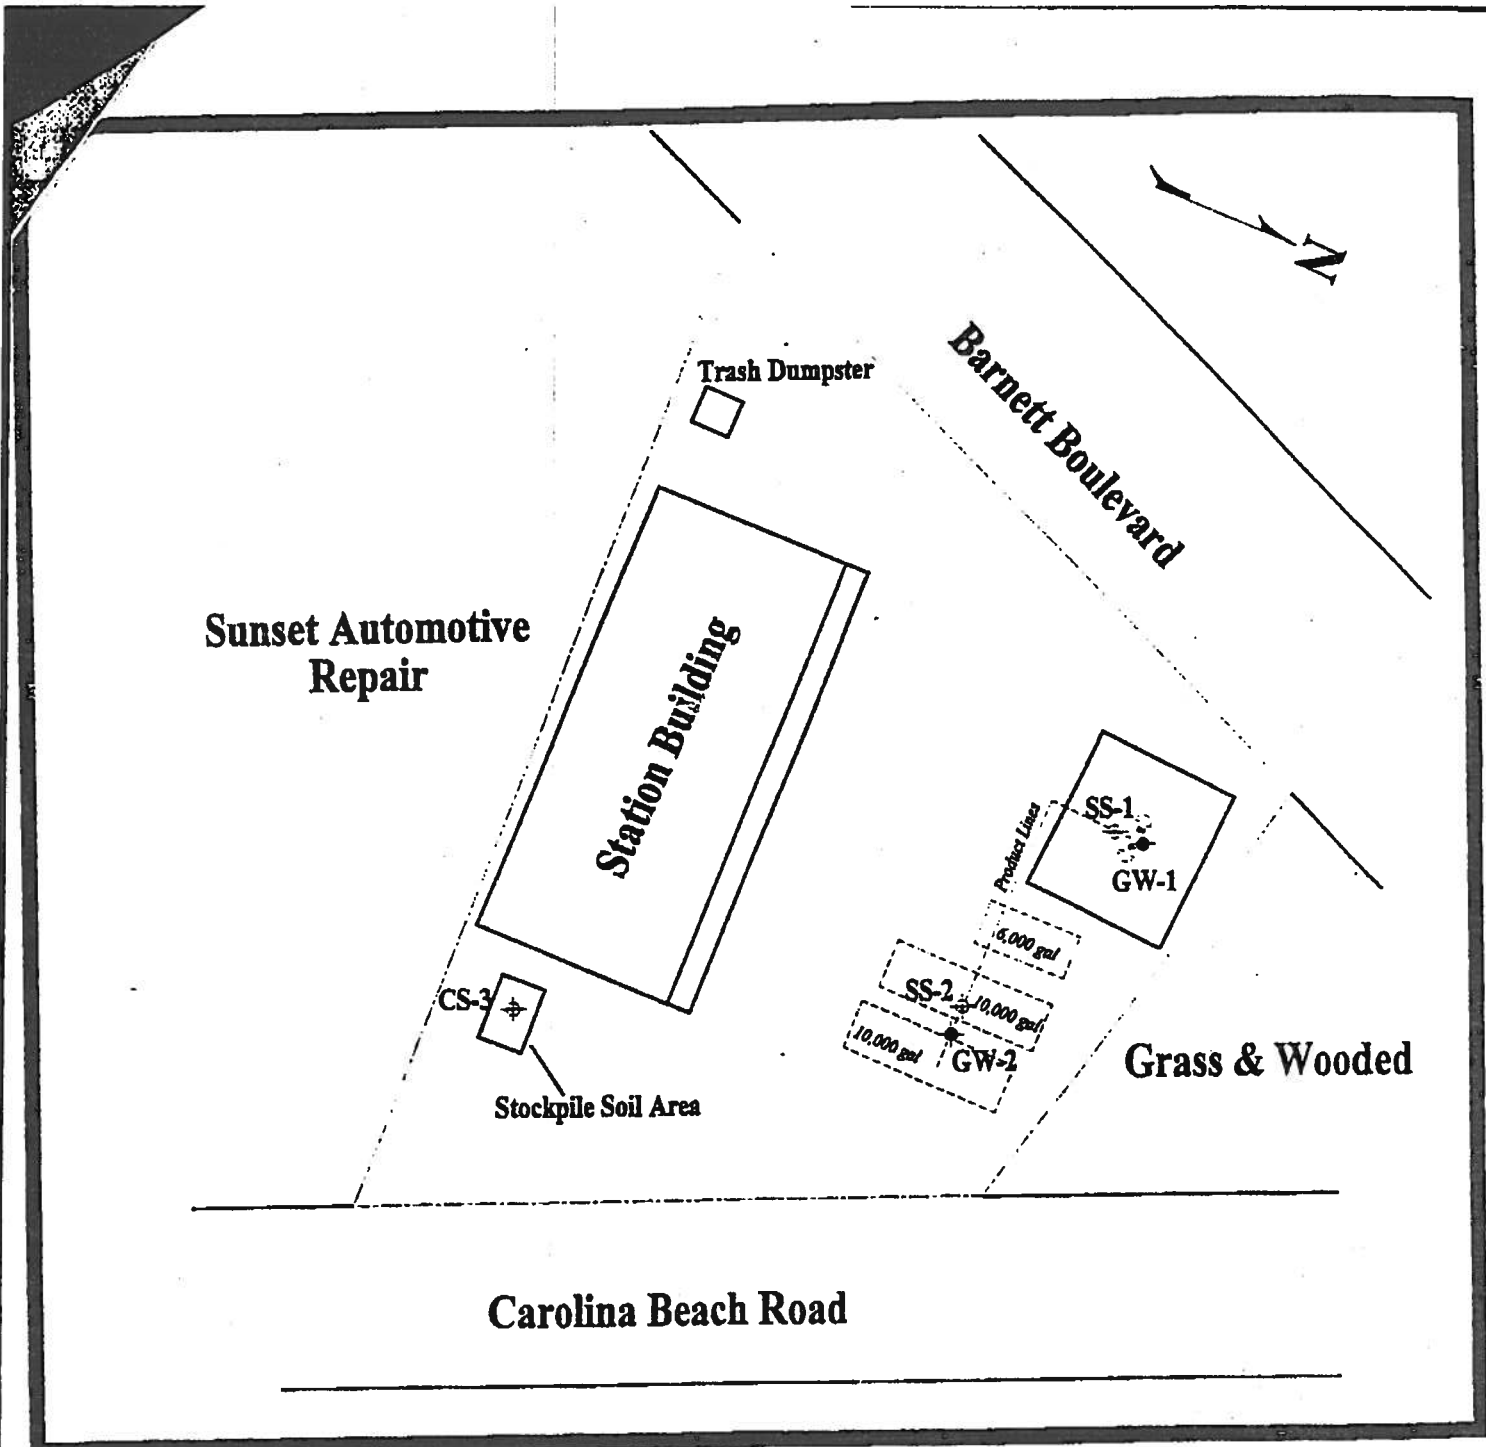 N
Barnett Boulevard
Trash Dumpster
Sunset Automotive
Repair
Station Building
Product Lines
SS-1
GW-1
6,000 gal
SS-2
10,000 gal
10,000 gal
GW-2
CS-3
Grass & Wooded
Stockpile Soil Area
Carolina Beach Road